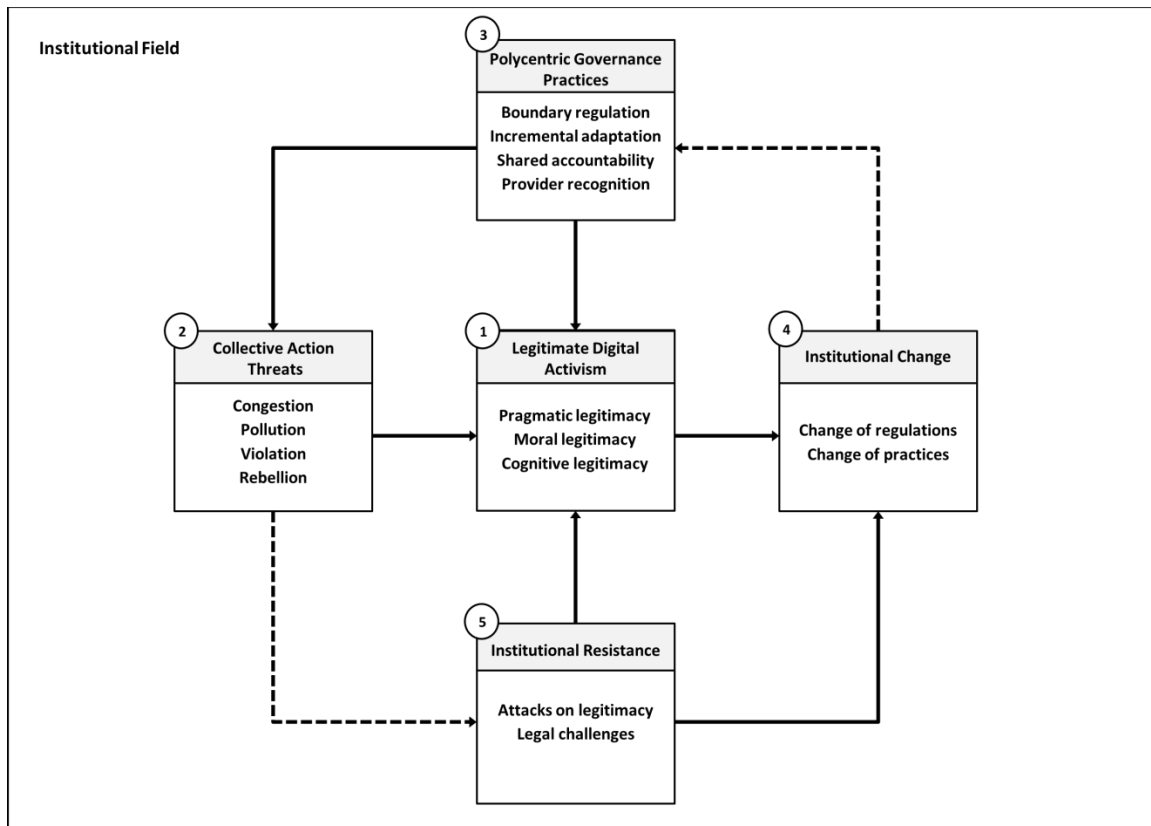 Institutional Field
3
Polycentric Governance
Practices
Boundary regulation
Incremental adaptation
Shared accountability
Provider recognition
2
Collective Action
Threats
Congestion
Pollution
Violation
Rebellion
1
Legitimate Digital
Activism
Pragmatic legitimacy
Moral legitimacy
Cognitive legitimacy
4
Institutional Change
Change of regulations
Change of practices
5
Institutional Resistance
Attacks on legitimacy
Legal challenges